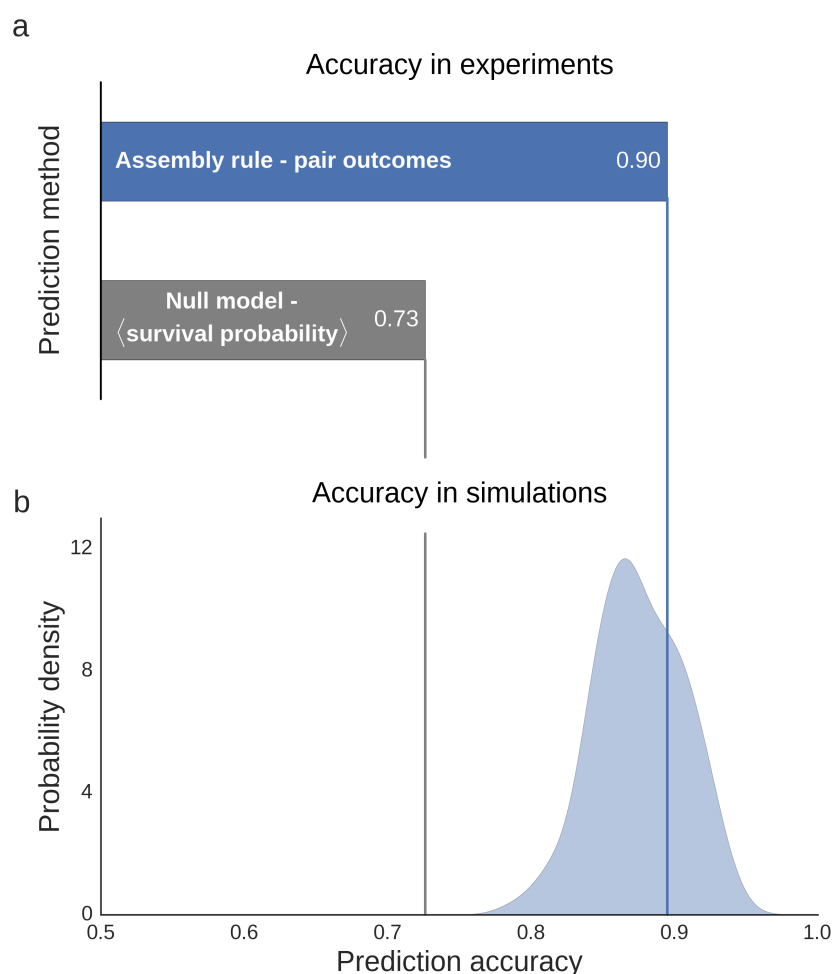 a
Accuracy in experiments
Prediction method
Assembly rule - pair outcomes 0.90
Null model -
〈survival probability〉 0.73
b
Accuracy in simulations
Probability density
12
8
4
0
0.5 0.6 0.7 0.8 0.9 1.0
Prediction accuracy